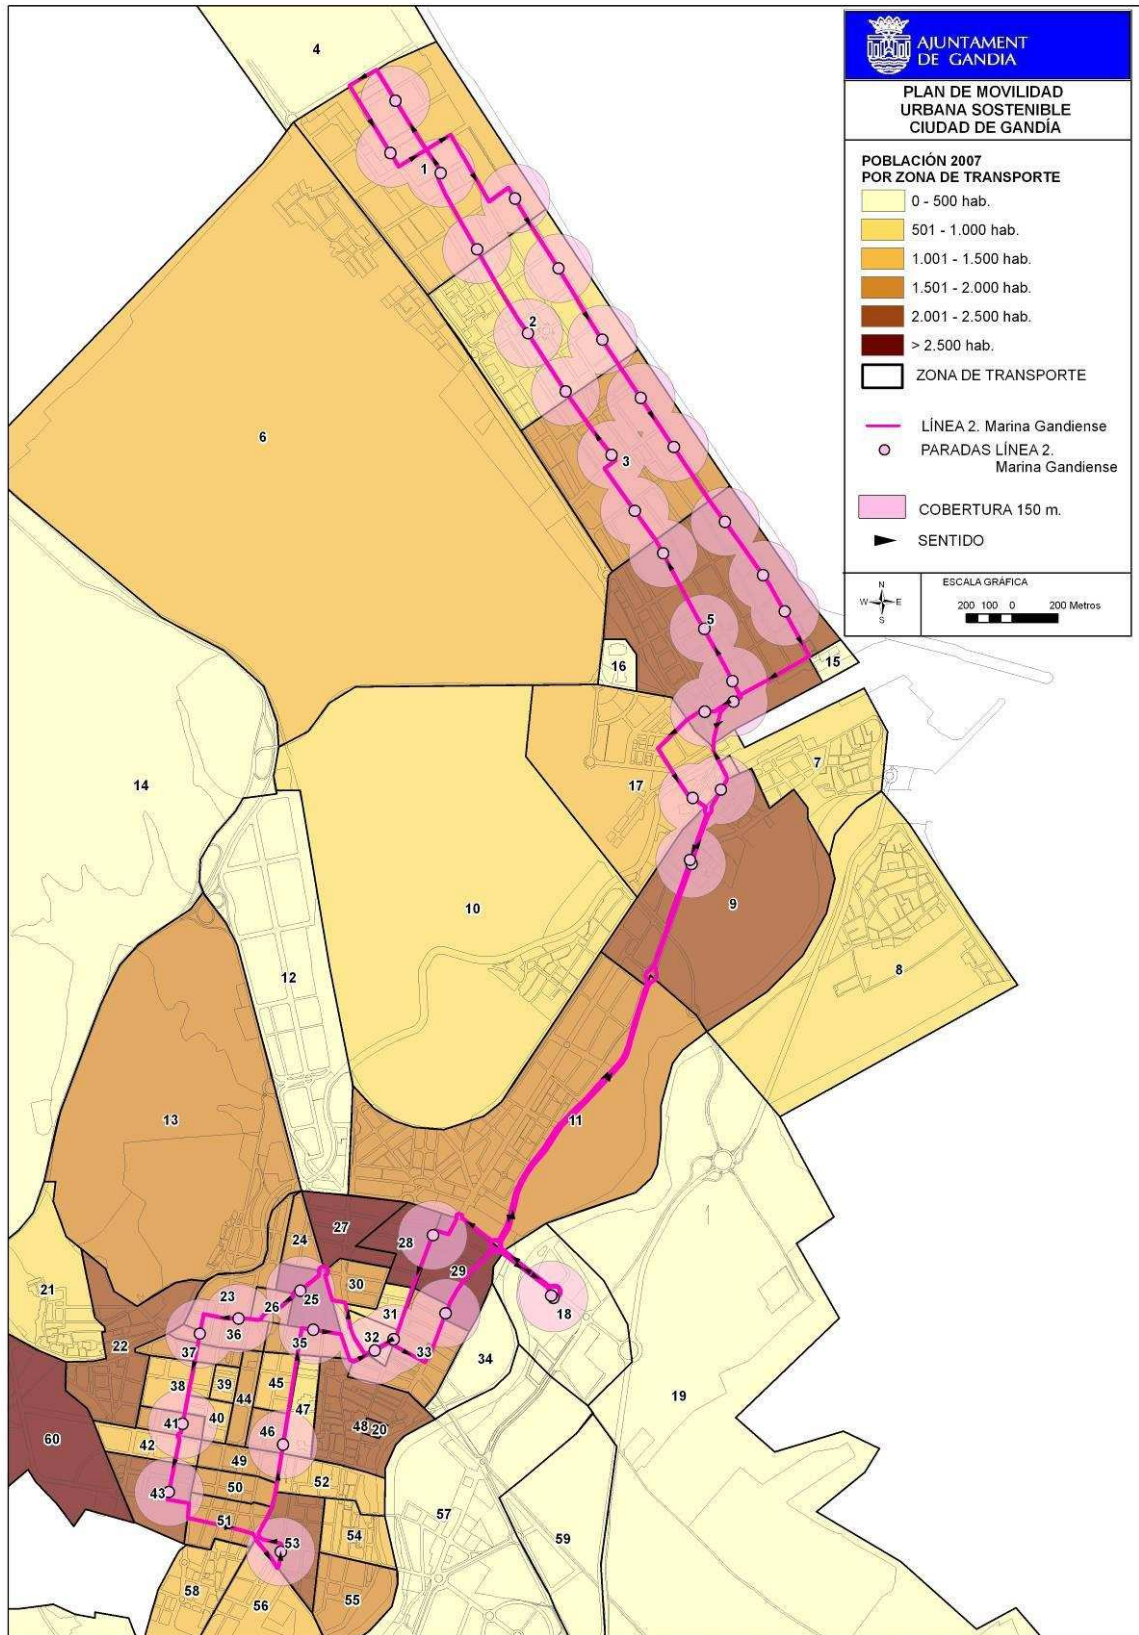 AJUNTAMENT
DE GANDIA
PLAN DE MOVILIDAD
URBANA SOSTENIBLE
CIUDAD DE GANDÍA
POBLACIÓN 2007
POR ZONA DE TRANSPORTE
0 - 500 hab.
501 - 1.000 hab.
1.001 - 1.500 hab.
1.501 - 2.000 hab.
2.001 - 2.500 hab.
> 2.500 hab.
ZONA DE TRANSPORTE
LÍNEA 2. Marina Gandiense
PARADAS LÍNEA 2.
Marina Gandiense
COBERTURA 150 m.
SENTIDO
N
W E
S
ESCALA GRÁFICA
200 100 0 200 Metros
4
1
2
6
3
5
16
15
14
17
7
10
9
12
8
13
11
27
28
24
29
30
21
25
18
23
26
31
36
35
32
37
33
34
22
38
39
45
19
44
47
40
41
48
20
46
60
42
49
52
43
50
57
51
54
59
53
58
55
56